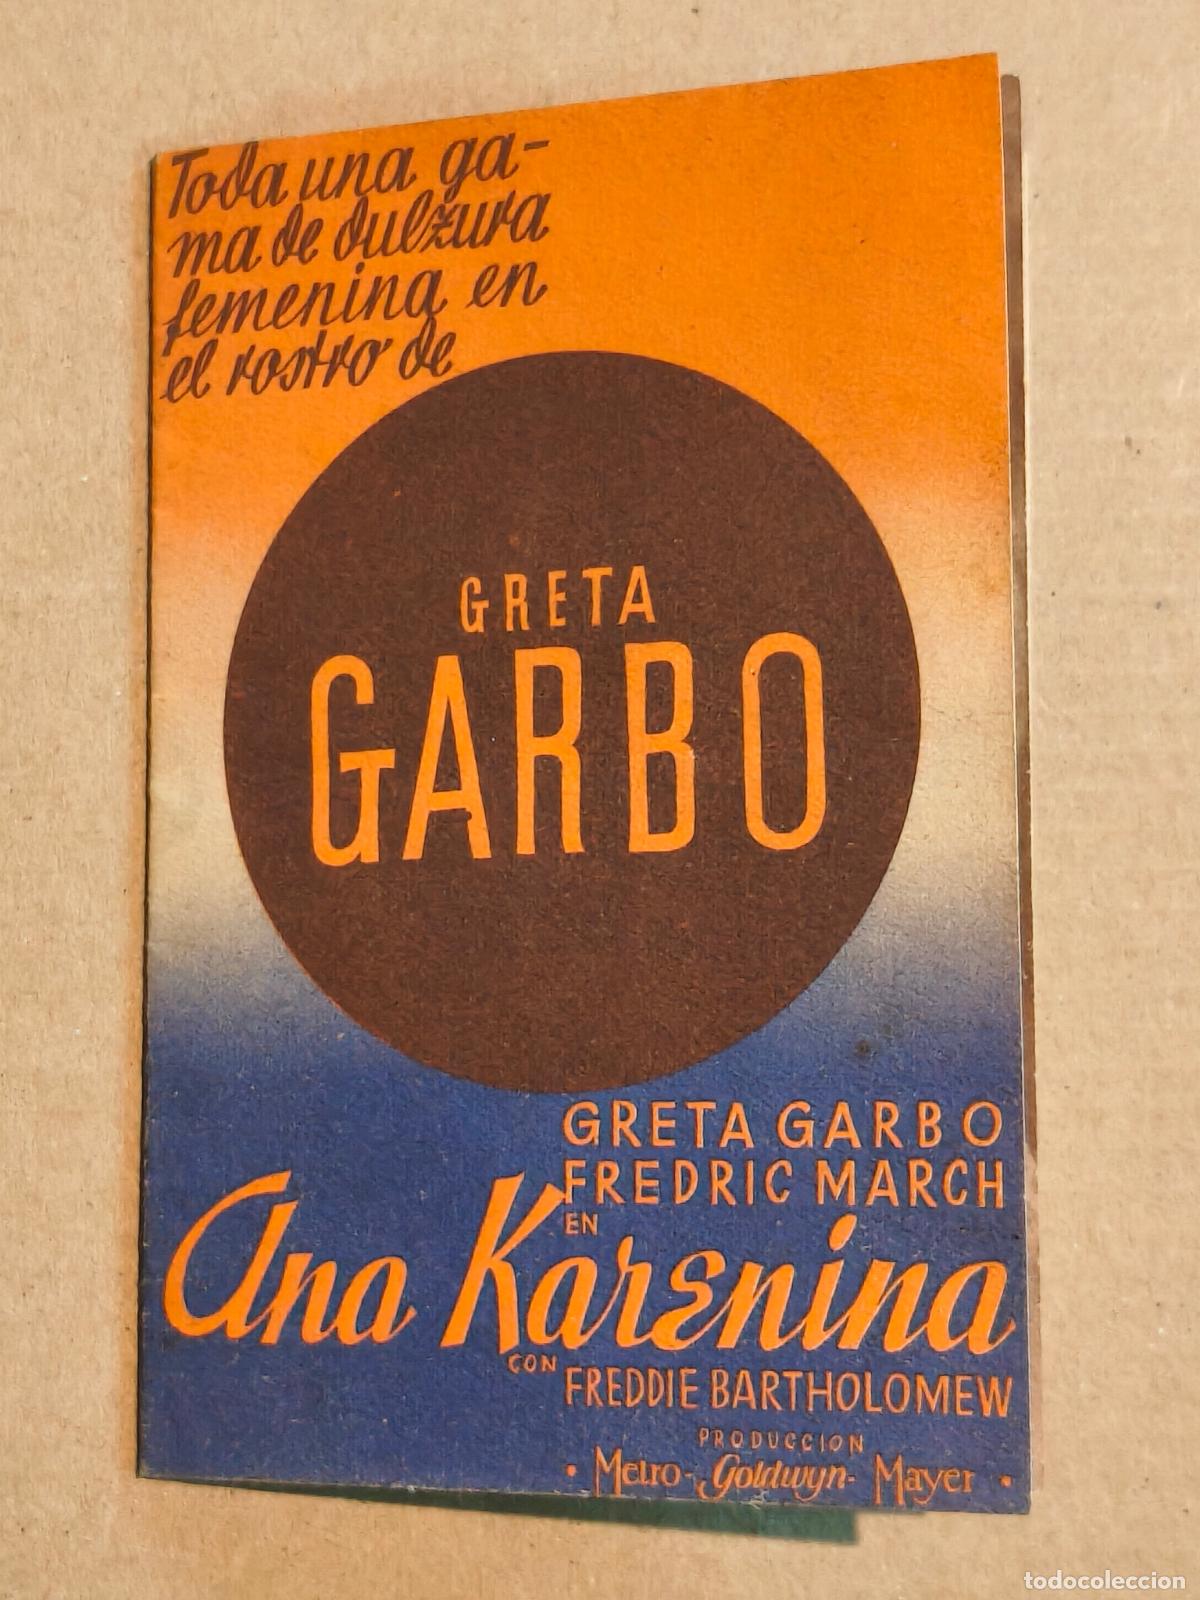 Toda una ga-
ma de dulzura
femenina en
el rostro de
GRETA
GARBO
GRETA GARBO
FREDRIC MARCH
EN
Ana Karenina
CON
FREDDIE BARTHOLOMEW
PRODUCCION
· Metro-Goldwyn-Mayer ·
todocoleccion